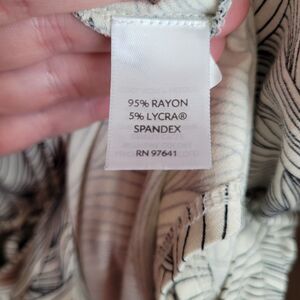 95% RAYON
5% LYCRA®
SPANDEX
RN 97641